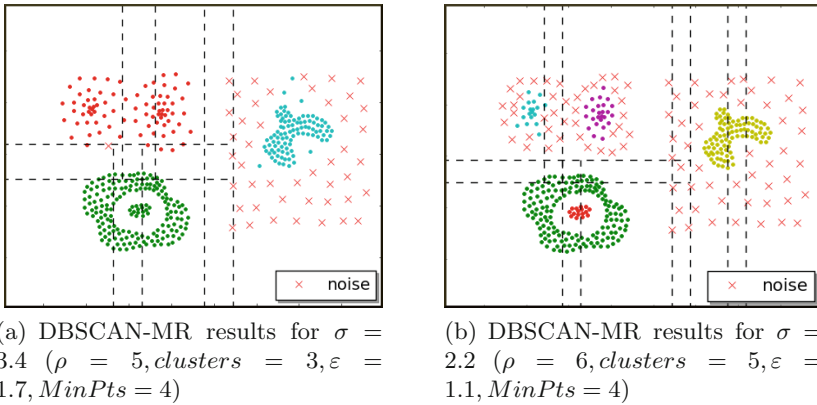 noise
noise
(a) DBSCAN-MR results for σ =
3.4 (ρ = 5, clusters = 3, ε =
1.7, MinPts = 4)
(b) DBSCAN-MR results for σ =
2.2 (ρ = 6, clusters = 5, ε =
1.1, MinPts = 4)